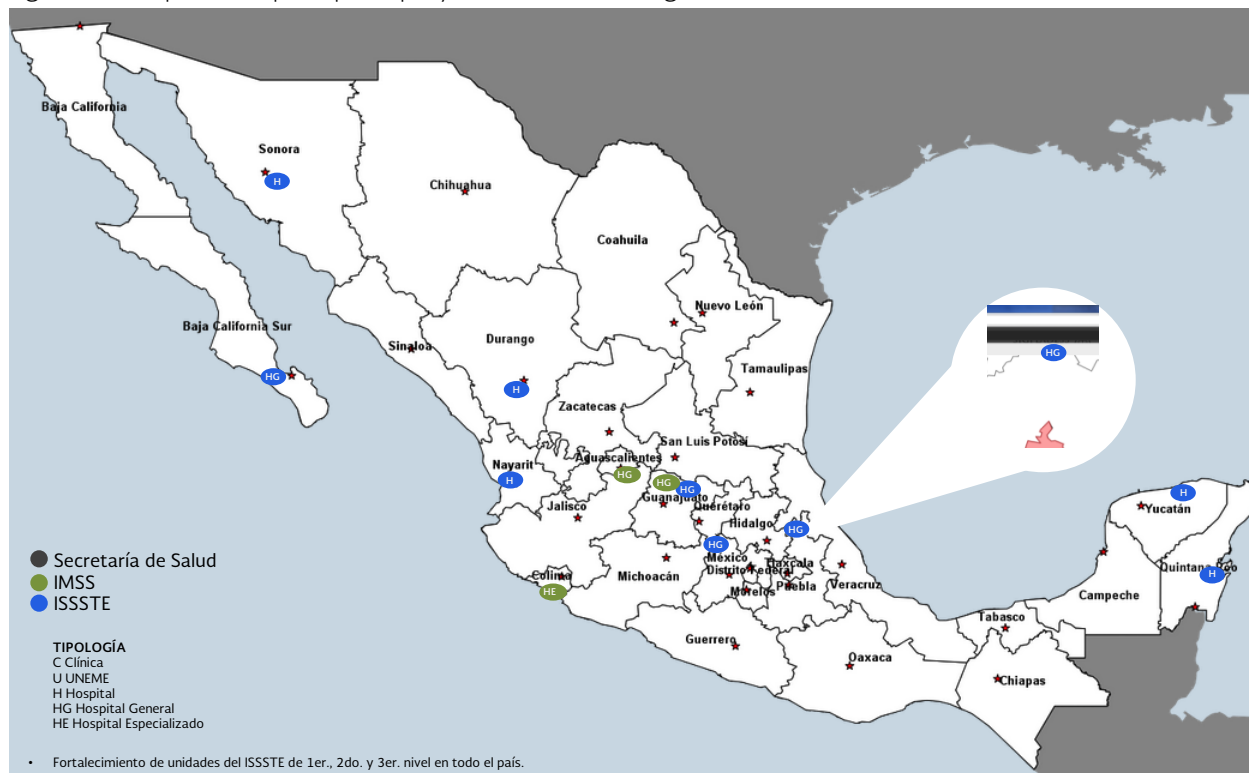 Baja California
Sonora
H
Chihuahua
Coahuila
Nuevo León
Baja California Sur
HG
Sinaloa
Durango
H
Tamaulipas
HG
Zacatecas
San Luis Potosí
Nayarit
H
Aguascalientes
HG
HG
HG
Guanajuato
Querétaro
Jalisco
Hidalgo
HG
HG
México
Distrito Federal
Tlaxcala
Morelos
Puebla
Veracruz
Colima
HE
Michoacán
Guerrero
Oaxaca
Tabasco
Chiapas
Campeche
H
Yucatán
Quintana Roo
H
Secretaría de Salud
IMSS
ISSSTE
TIPOLOGÍA
C Clínica
U UNEME
H Hospital
HG Hospital General
HE Hospital Especializado
• Fortalecimiento de unidades del ISSSTE de 1er., 2do. y 3er. nivel en todo el país.